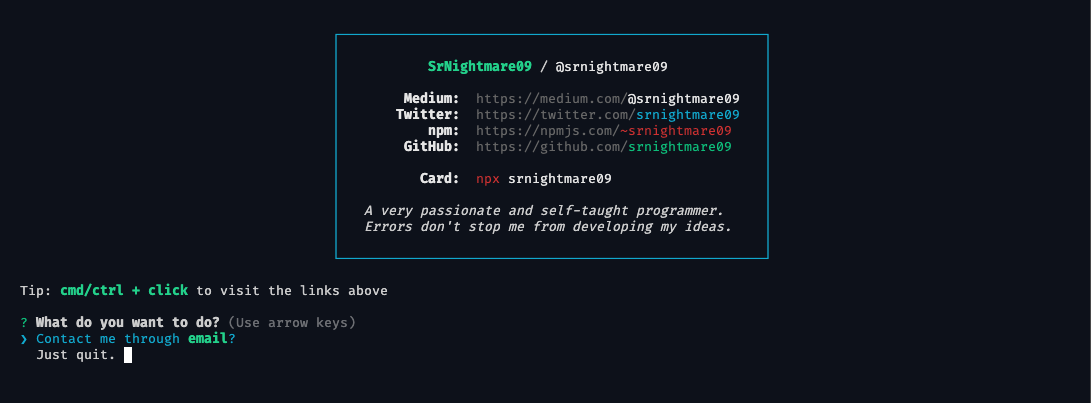 SrNightmare09 / @srnightmare09
Medium: https://medium.com/@srnightmare09
Twitter: https://twitter.com/srnightmare09
npm: https://npmjs.com/~srnightmare09
GitHub: https://github.com/srnightmare09
Card: npx srnightmare09
A very passionate and self-taught programmer.
Errors don't stop me from developing my ideas.
Tip: cmd/ctrl + click to visit the links above
? What do you want to do? (Use arrow keys)
❯ Contact me through email?
Just quit.